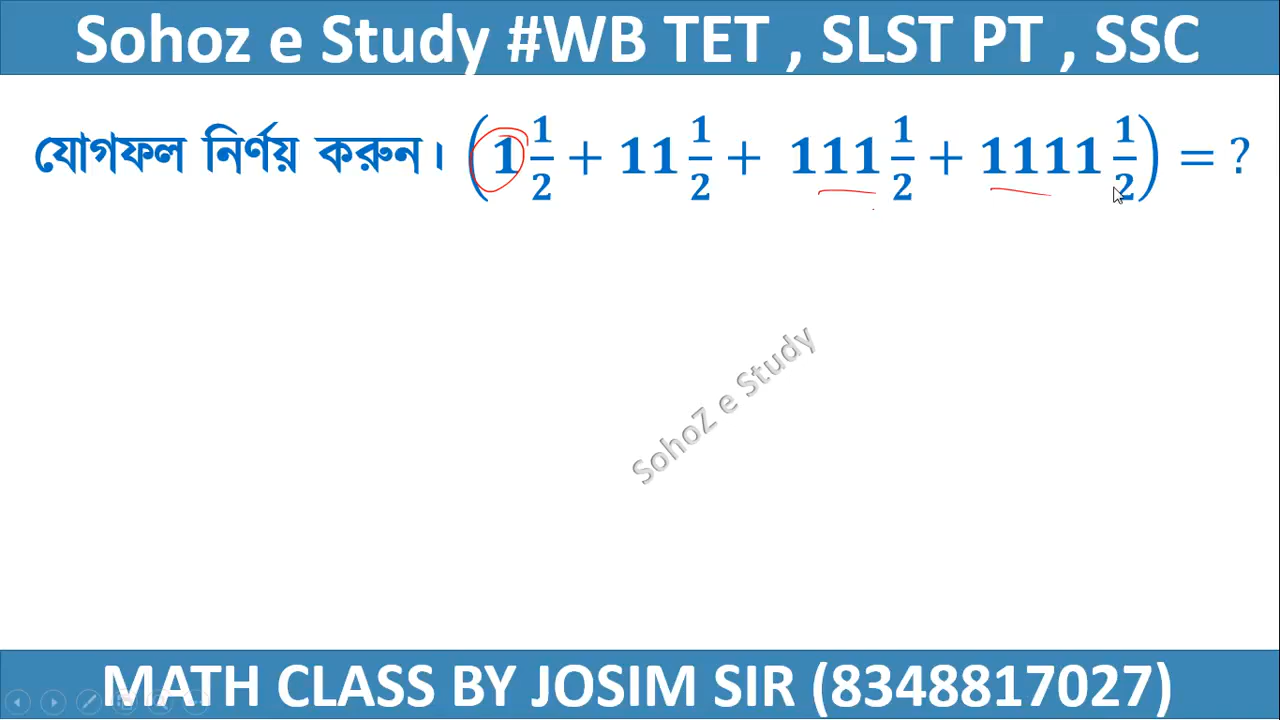 Sohoz e Study #WB TET , SLST PT , SSC
যোগফল নির্ণয় করুন। (1 1/2 + 11 1/2 + 111 1/2 + 1111 1/2) = ?
SohoZ e Study
MATH CLASS BY JOSIM SIR (8348817027)